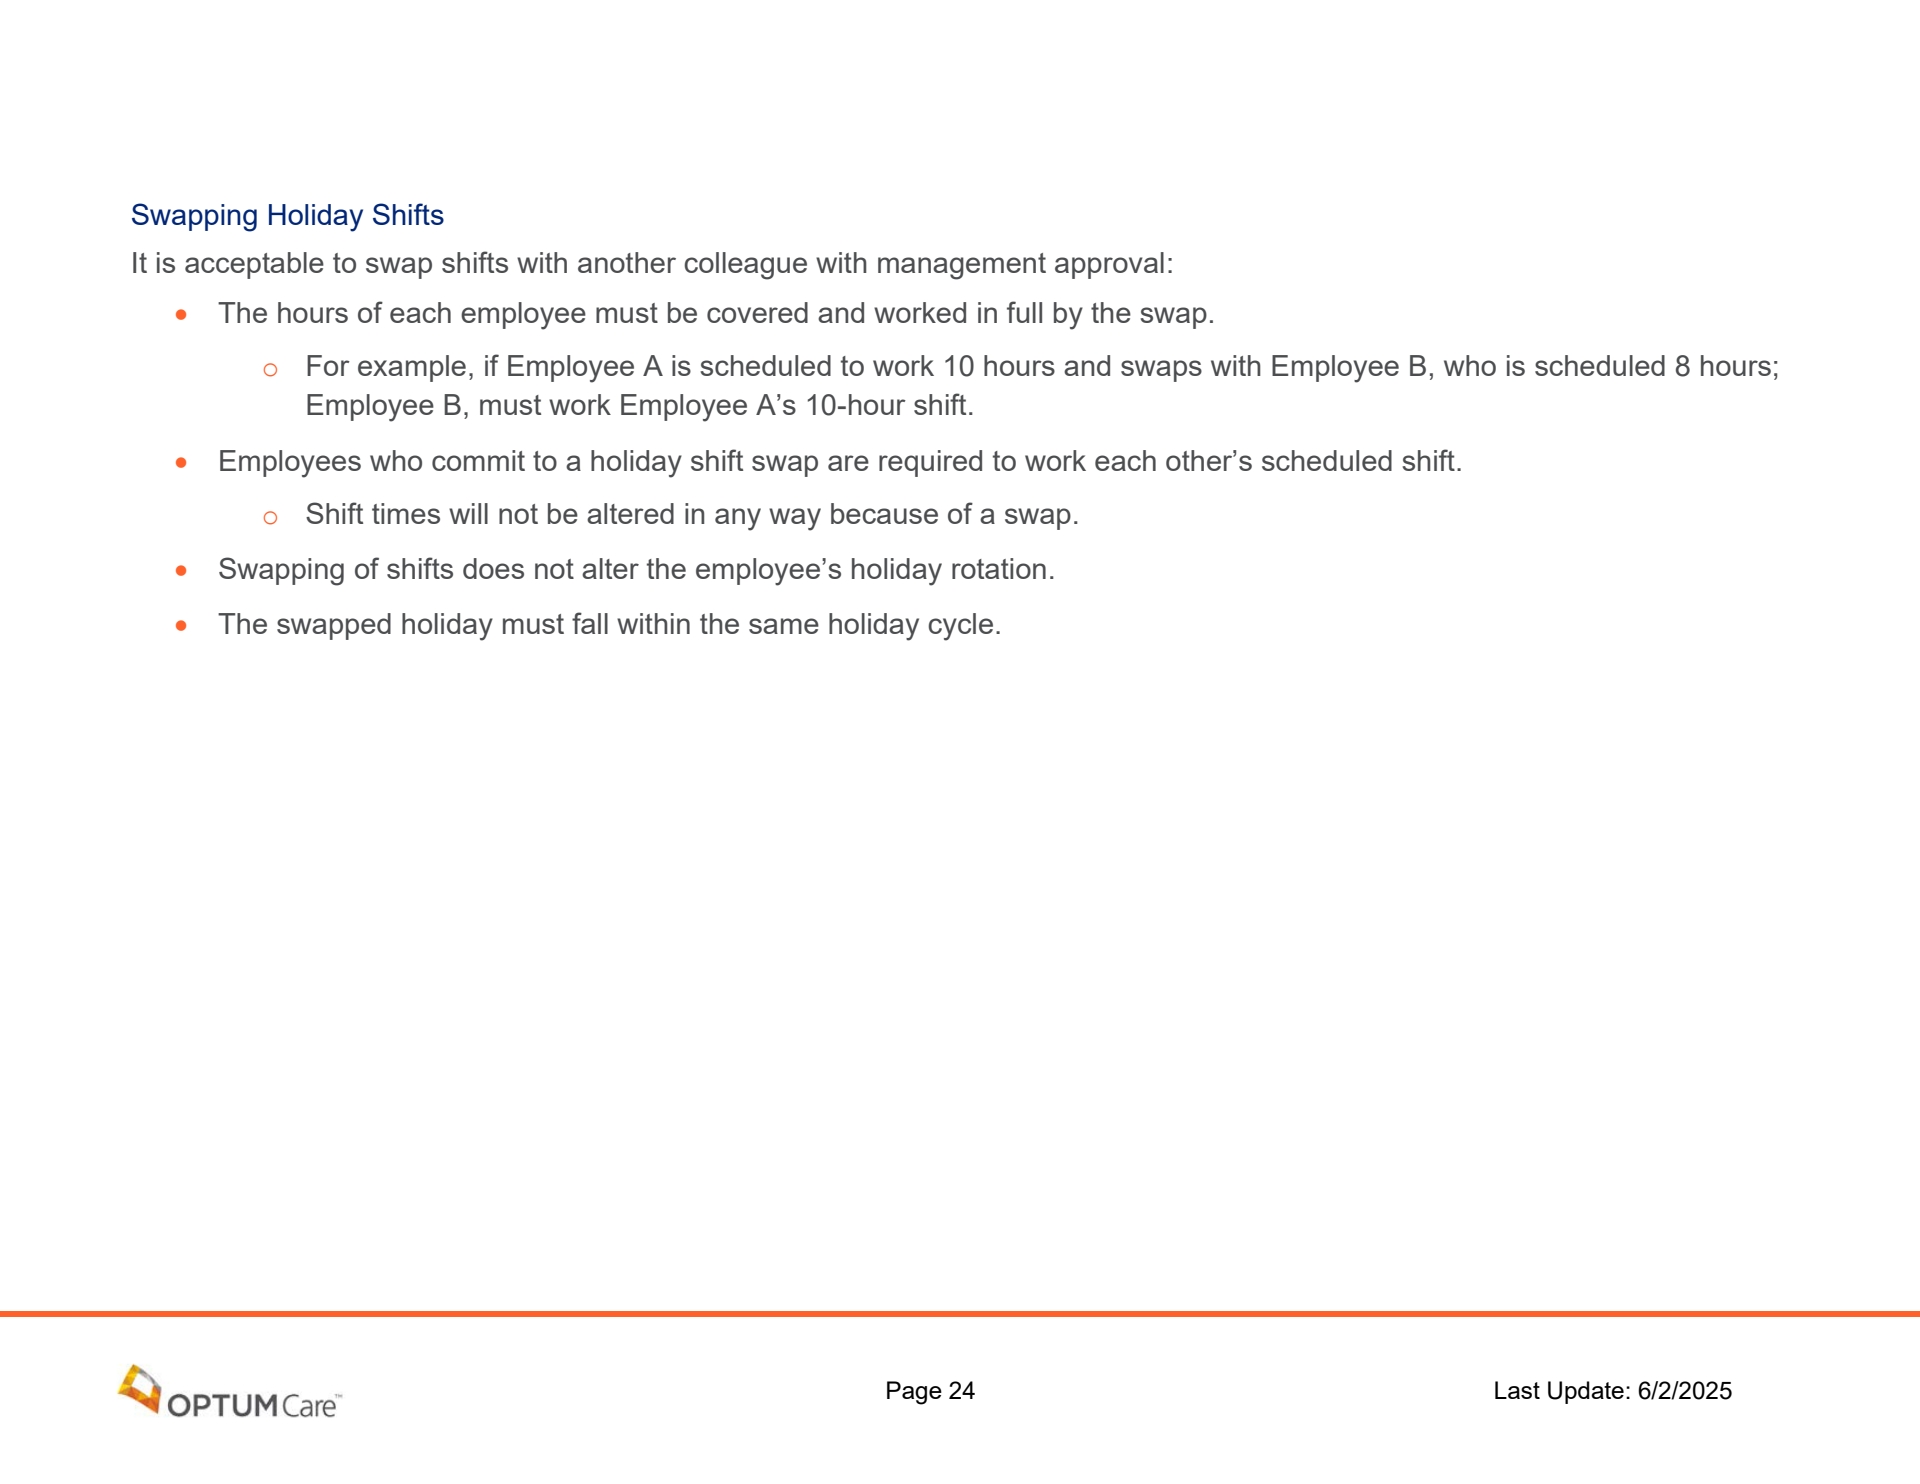 Swapping Holiday Shifts
It is acceptable to swap shifts with another colleague with management approval:
• The hours of each employee must be covered and worked in full by the swap.
o For example, if Employee A is scheduled to work 10 hours and swaps with Employee B, who is scheduled 8 hours;
Employee B, must work Employee A’s 10-hour shift.
• Employees who commit to a holiday shift swap are required to work each other’s scheduled shift.
o Shift times will not be altered in any way because of a swap.
• Swapping of shifts does not alter the employee’s holiday rotation.
• The swapped holiday must fall within the same holiday cycle.
OPTUMCare™
Page 24
Last Update: 6/2/2025